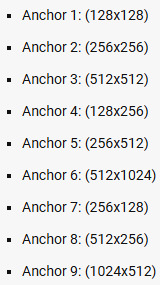 ▪ Anchor 1: (128x128)
▪ Anchor 2: (256x256)
▪ Anchor 3: (512x512)
▪ Anchor 4: (128x256)
▪ Anchor 5: (256x512)
▪ Anchor 6: (512x1024)
▪ Anchor 7: (256x128)
▪ Anchor 8: (512x256)
▪ Anchor 9: (1024x512)